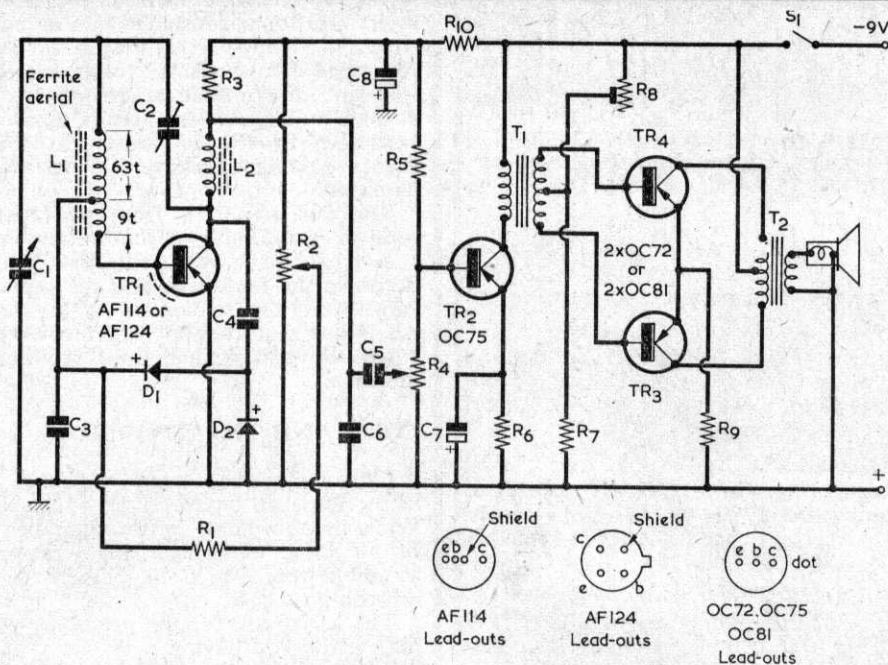 R10
S1
-9V
Ferrite
aerial
C2
R3
C8
R8
L1
63t
L2
R5
T1
TR4
9t
T2
R2
C1
TR1
AF114 or
AF124
C4
TR2
OC75
2xOC72
or
2xOC81
C5
R4
TR3
D1
D2
C3
C6
C7
R6
R7
R9
+
R1
Shield
Shield
e b c
c
e
b
e b c
dot
AF114
Lead-outs
AF124
Lead-outs
OC72,OC75
OC81
Lead-outs